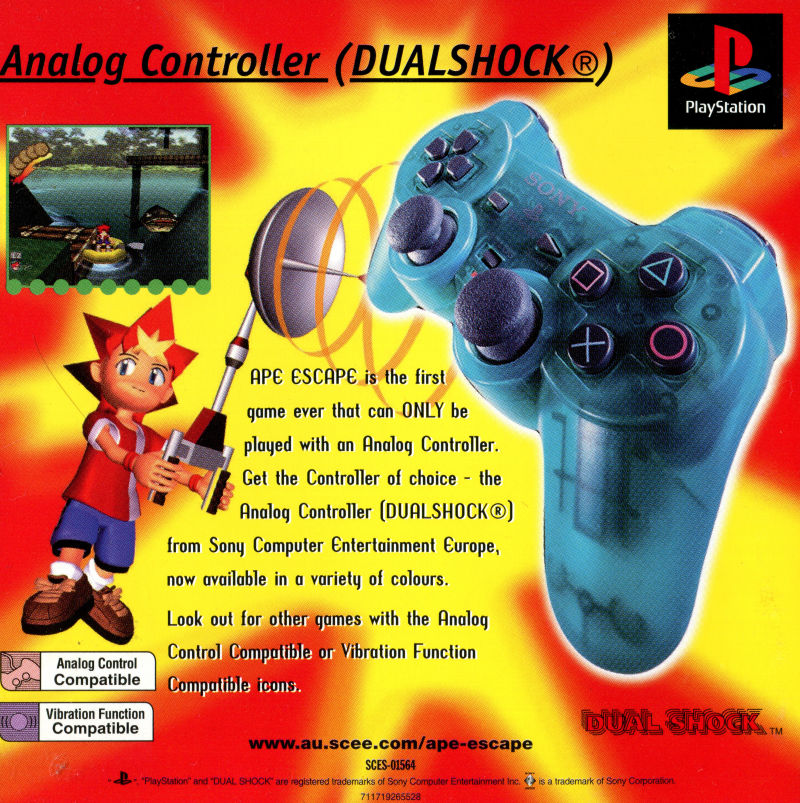 Analog Controller (DUALSHOCK®)
PlayStation
SONY
APE ESCAPE is the first
game ever that can ONLY be
played with an Analog Controller.
Get the Controller of choice - the
Analog Controller (DUALSHOCK®)
from Sony Computer Entertainment Europe,
now available in a variety of colours.
Look out for other games with the Analog
Control Compatible or Vibration Function
Compatible icons.
Analog Control
Compatible
Vibration Function
Compatible
DUAL SHOCK™
www.au.scee.com/ape-escape
SCES-01564
" ", "PlayStation" and "DUAL SHOCK" are registered trademarks of Sony Computer Entertainment Inc. is a trademark of Sony Corporation.
711719265528